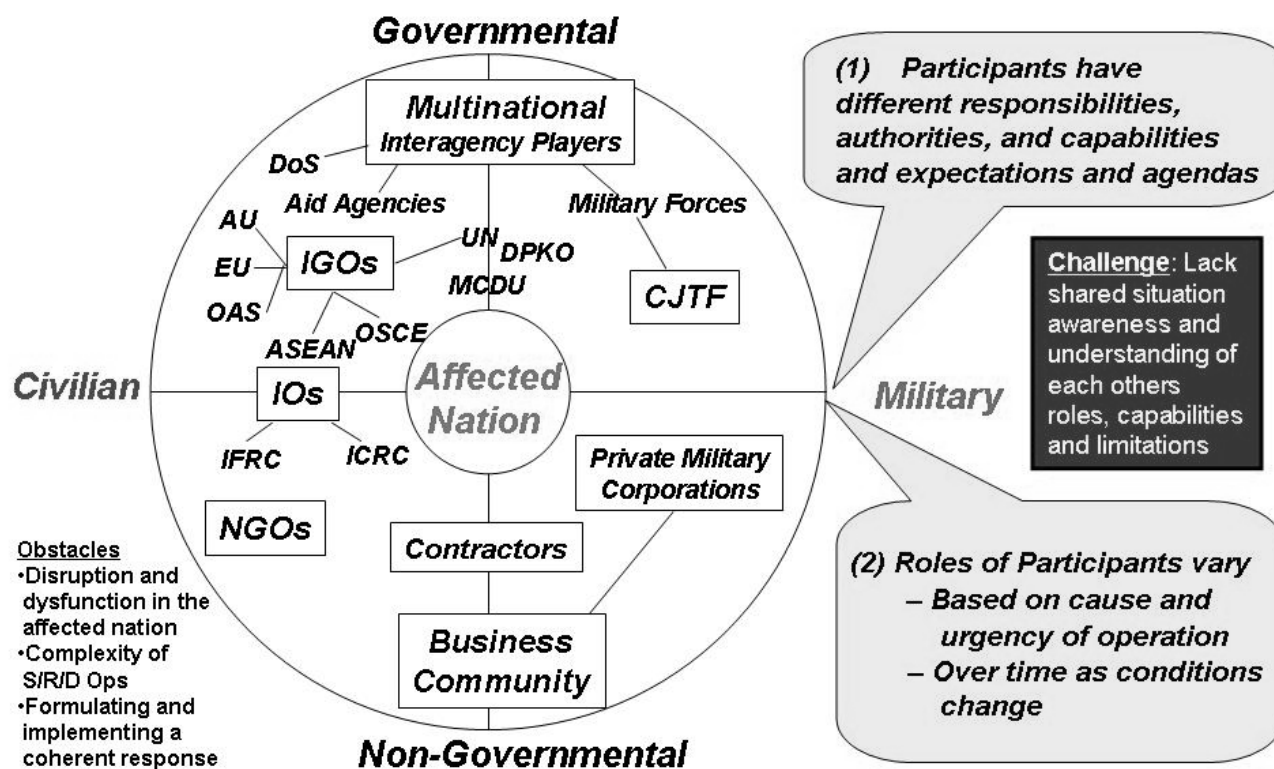 Governmental
Multinational
Interagency Players
DoS
Aid Agencies
Military Forces
AU
IGOs
UN
DPKO
EU
MCDU
CJTF
OAS
OSCE
ASEAN
Civilian
IOs
Affected
Nation
Military
IFRC
ICRC
Private Military
Corporations
NGOs
Contractors
Business
Community
Non-Governmental
Obstacles
•Disruption and
dysfunction in the
affected nation
•Complexity of
S/R/D Ops
•Formulating and
implementing a
coherent response
(1) Participants have
different responsibilities,
authorities, and capabilities
and expectations and agendas
Challenge: Lack
shared situation
awareness and
understanding of
each others
roles, capabilities
and limitations
(2) Roles of Participants vary
– Based on cause and
urgency of operation
– Over time as conditions
change